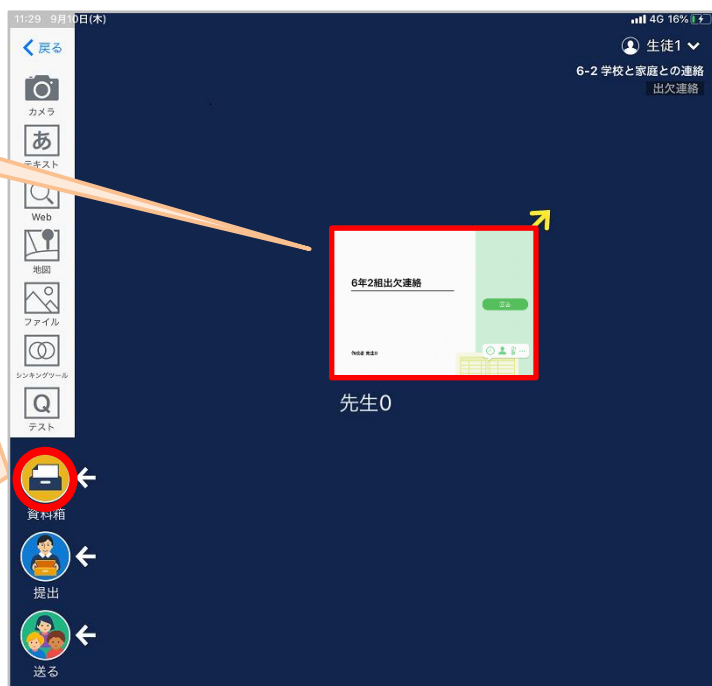 11:29 9月10日(木)
4G 16%
戻る
生徒1
6-2 学校と家庭との連絡
出欠連絡
カメラ
あ
テキスト
Web
地図
ファイル
シンキングツール
Q
テスト
6年2組出欠連絡
先生0
資料箱
提出
送る